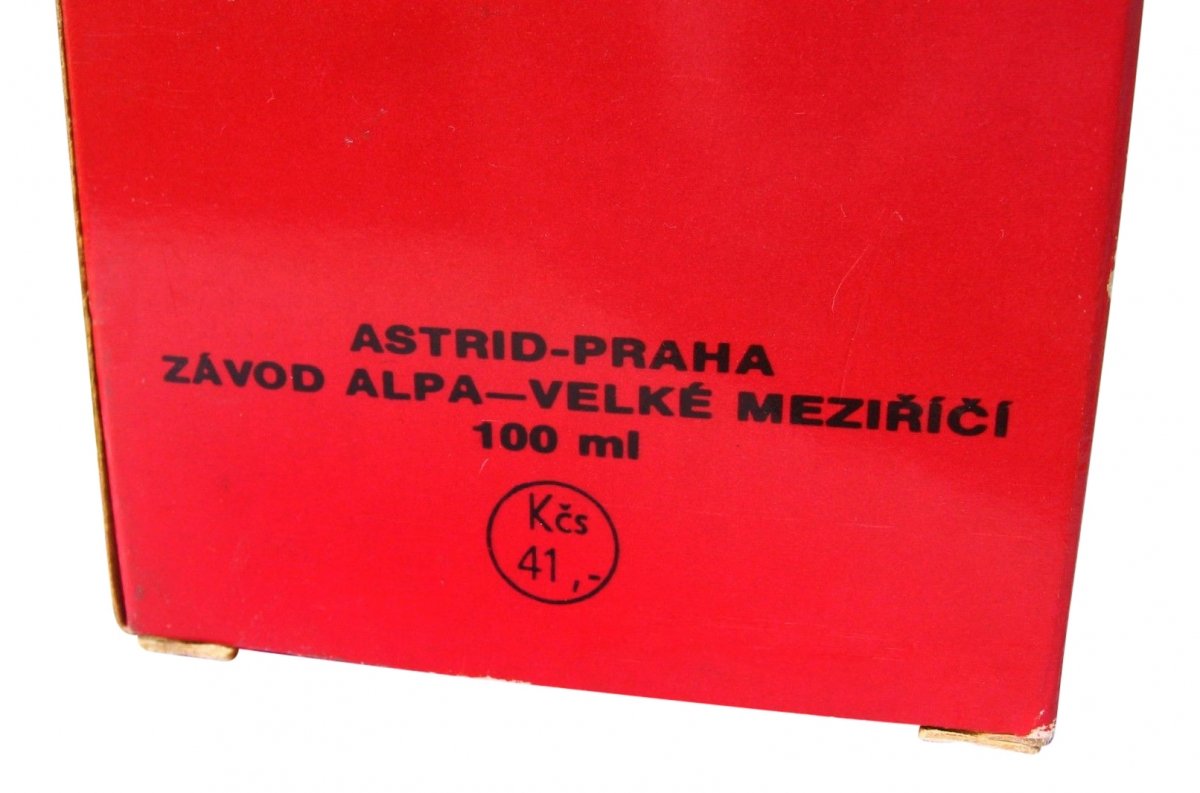 ASTRID-PRAHA
ZÁVOD ALPA—VELKÉ MEZIŘÍČÍ
100 ml
Kčs
41,-